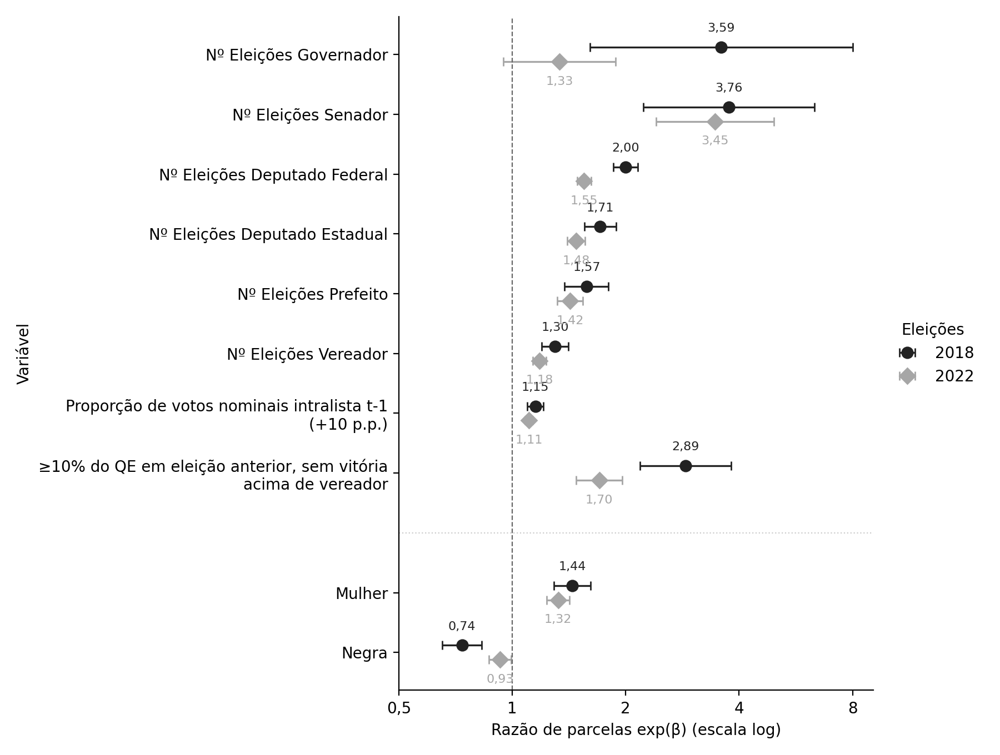 3,59
Nº Eleições Governador
1,33
3,76
Nº Eleições Senador
3,45
2,00
Nº Eleições Deputado Federal
1,55
1,71
Nº Eleições Deputado Estadual
1,48
1,57
Nº Eleições Prefeito
1,42
1,30
Nº Eleições Vereador
1,18
1,15
Proporção de votos nominais intralista t-1
(+10 p.p.)
1,11
2,89
≥10% do QE em eleição anterior, sem vitória
acima de vereador
1,70
1,44
Mulher
1,32
0,74
Negra
0,93
Variável
0,5 1 2 4 8
Razão de parcelas exp(β) (escala log)
Eleições
2018
2022